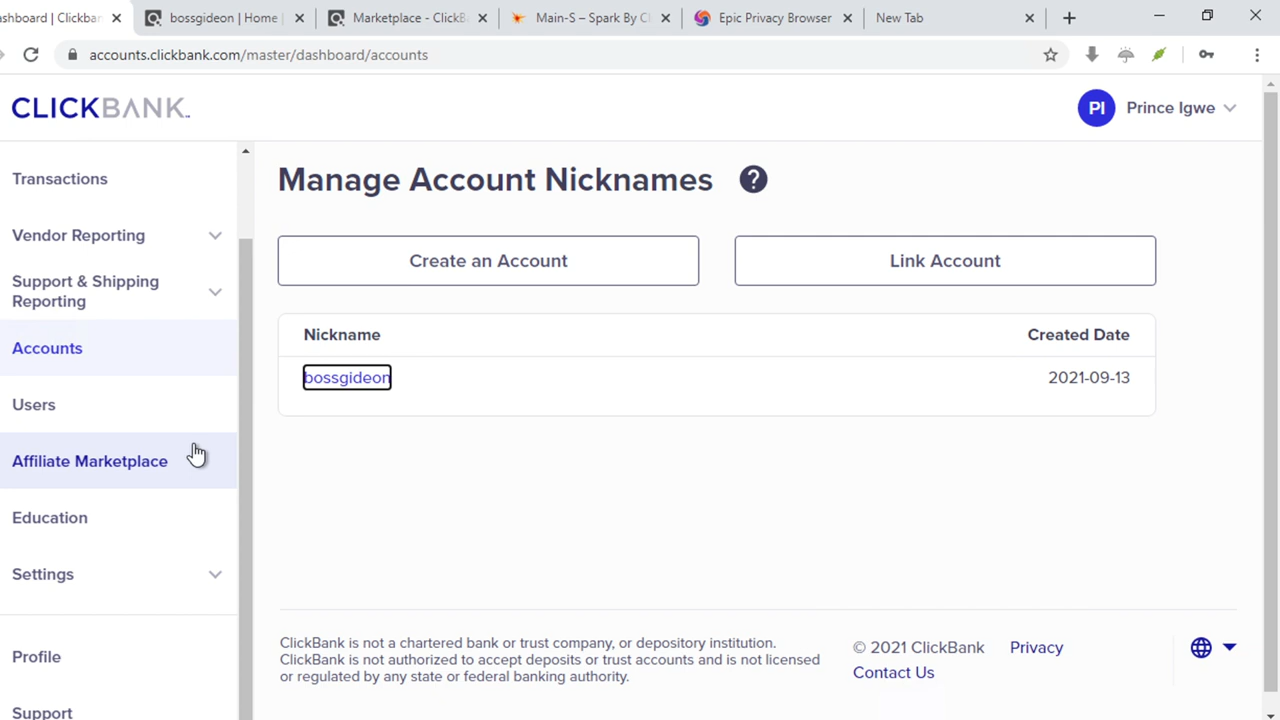 ashboard | Clickban
bossgideon | Home |
Marketplace - ClickB
Main-S – Spark By C
Epic Privacy Browser
New Tab
accounts.clickbank.com/master/dashboard/accounts
CLICKBANK
PI
Prince Igwe
Transactions
Vendor Reporting
Support & Shipping
Reporting
Accounts
Users
Affiliate Marketplace
Education
Settings
Profile
Support
Manage Account Nicknames
?
Create an Account
Link Account
Nickname
Created Date
bossgideon
2021-09-13
ClickBank is not a chartered bank or trust company, or depository institution.
ClickBank is not authorized to accept deposits or trust accounts and is not licensed
or regulated by any state or federal banking authority.
© 2021 ClickBank
Privacy
Contact Us